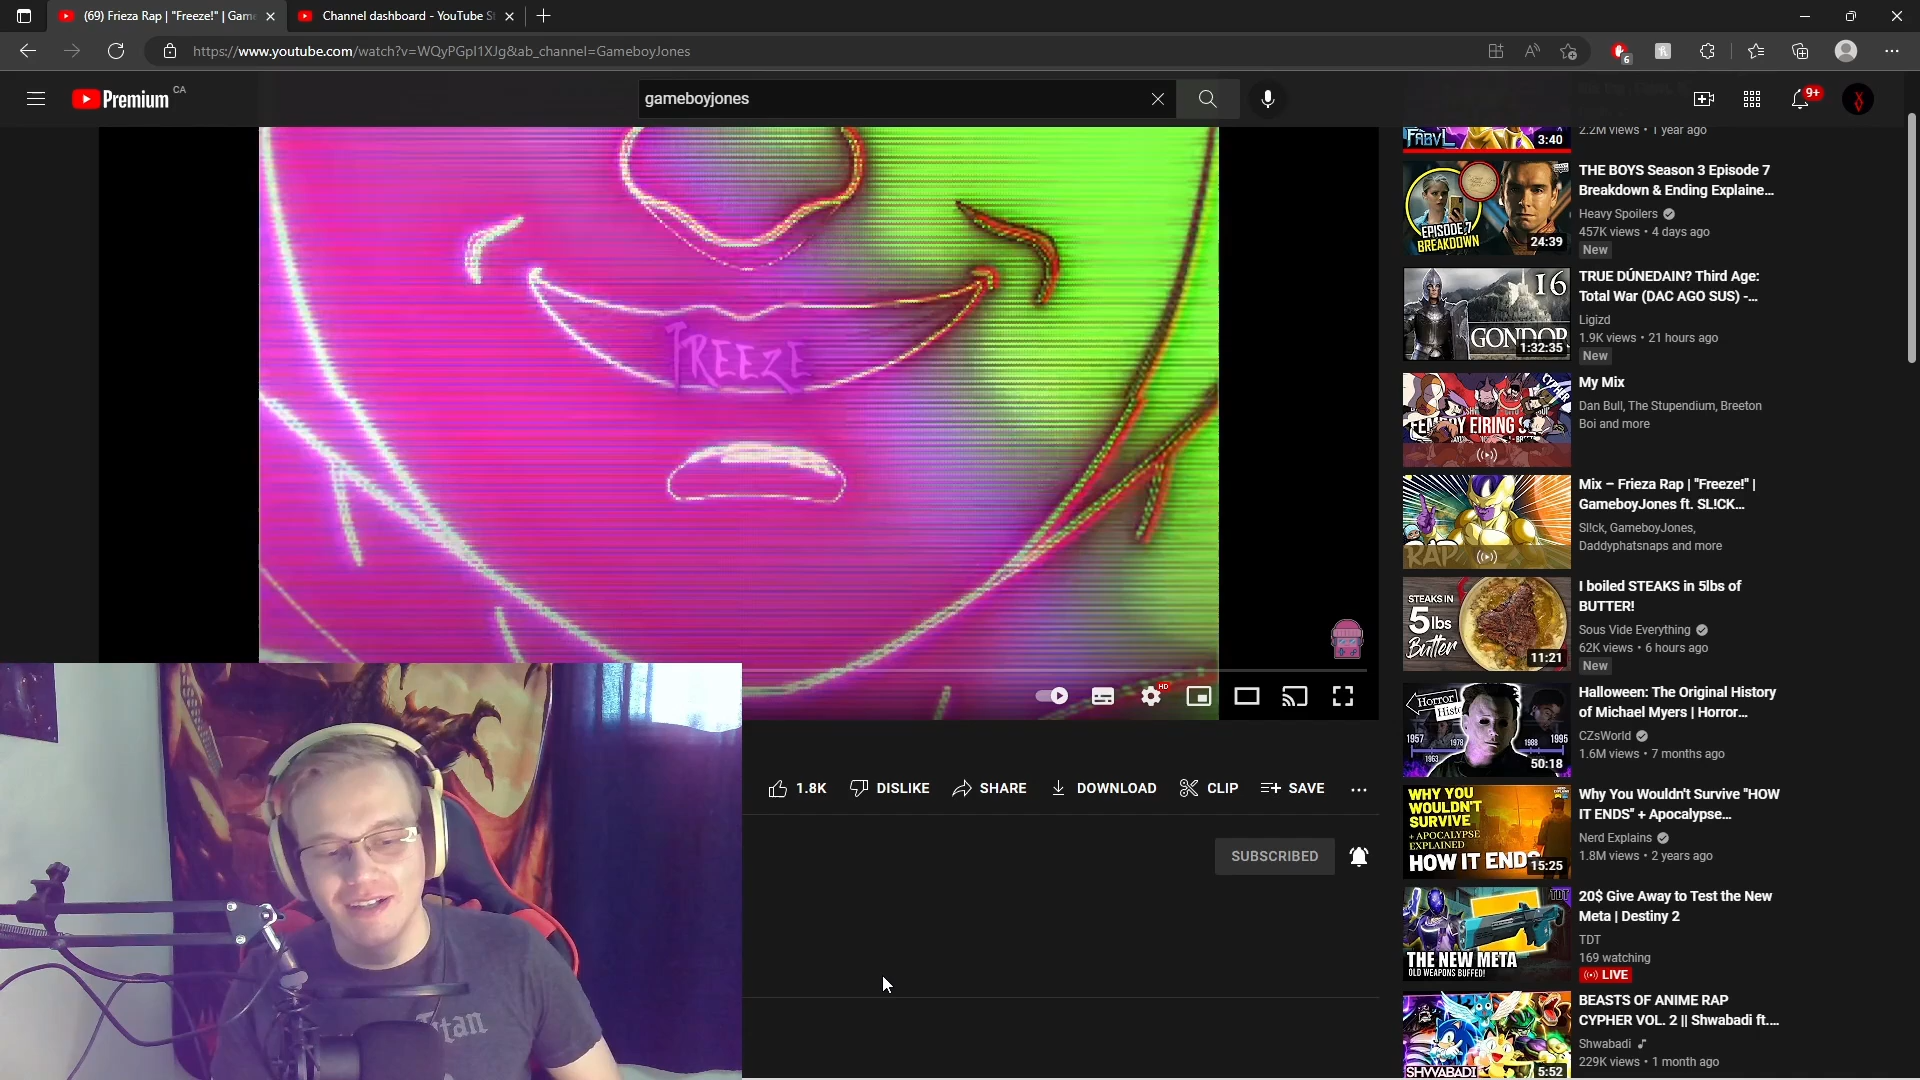 (69) Frieza Rap | "Freeze!" | Game
Channel dashboard - YouTube St
https://www.youtube.com/watch?v=WQyPGpI1XJg&ab_channel=GameboyJones
6
Premium CA
gameboyjones
9+
FREEZE
HD
1.8K
DISLIKE
SHARE
DOWNLOAD
CLIP
SAVE
SUBSCRIBED
Titan
FABVL
3:40
2.2M views • 1 year ago
EPISODE 7
BREAKDOWN
24:39
THE BOYS Season 3 Episode 7
Breakdown & Ending Explaine...
Heavy Spoilers
457K views • 4 days ago
New
16
GONDOR
1:32:35
TRUE DÚNEDAIN? Third Age:
Total War (DAC AGO SUS) -...
Ligizd
1.9K views • 21 hours ago
New
CYPHER
My Mix
Dan Bull, The Stupendium, Breeton
Boi and more
RAP
Mix – Frieza Rap | "Freeze!" |
GameboyJones ft. SL!CK...
Sl!ck, GameboyJones,
Daddyphatsnaps and more
STEAKS IN
5lbs
Butter
11:21
I boiled STEAKS in 5lbs of
BUTTER!
Sous Vide Everything
62K views • 6 hours ago
New
Horror
1957
1978
1988
1995
1963
50:18
Halloween: The Original History
of Michael Myers | Horror...
CZsWorld
1.6M views • 7 months ago
WHY YOU
WOULDN'T
SURVIVE
+ APOCALYPSE
EXPLAINED
HOW IT ENDS
15:25
Why You Wouldn't Survive "HOW
IT ENDS" + Apocalypse...
Nerd Explains
1.8M views • 2 years ago
TDT
THE NEW META
OLD WEAPONS BUFFED!
20$ Give Away to Test the New
Meta | Destiny 2
TDT
169 watching
LIVE
SHWABADI
5:52
BEASTS OF ANIME RAP
CYPHER VOL. 2 || Shwabadi ft....
Shwabadi
229K views • 1 month ago